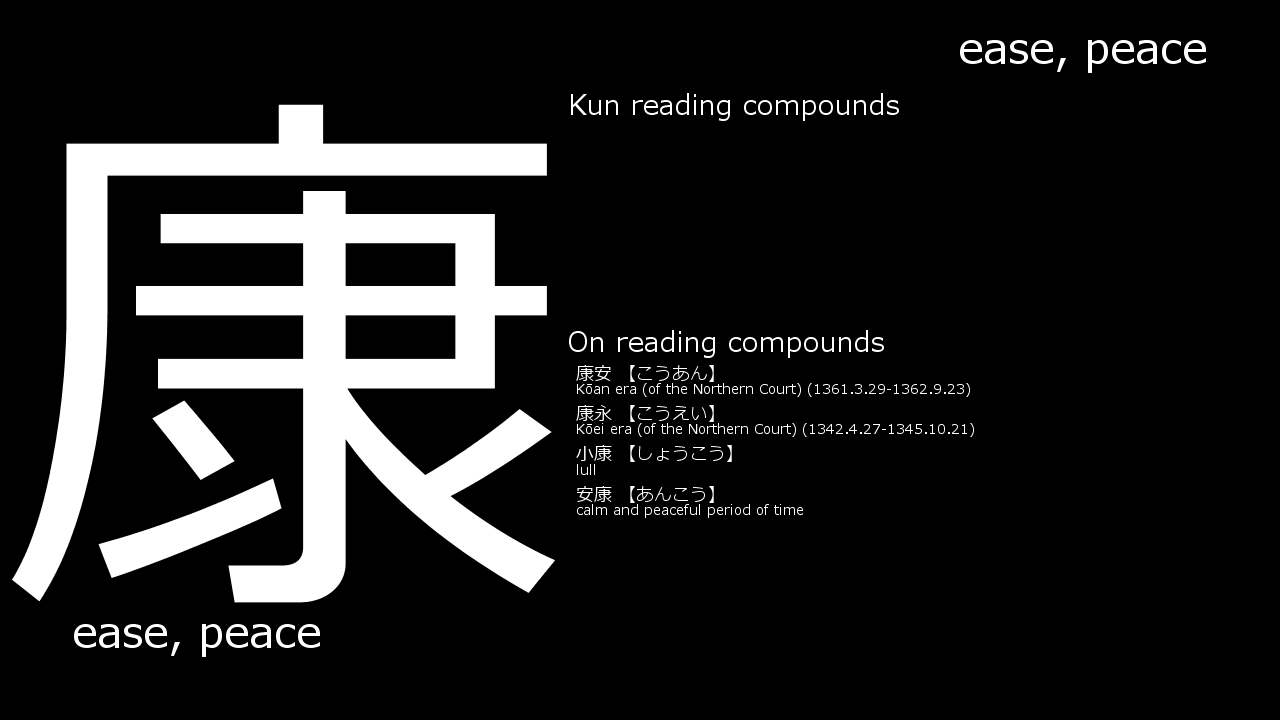 ease, peace
康
Kun reading compounds
On reading compounds
康安 【こうあん】
Kōan era (of the Northern Court) (1361.3.29-1362.9.23)
康永 【こうえい】
Kōei era (of the Northern Court) (1342.4.27-1345.10.21)
小康 【しょうこう】
lull
安康 【あんこう】
calm and peaceful period of time
ease, peace